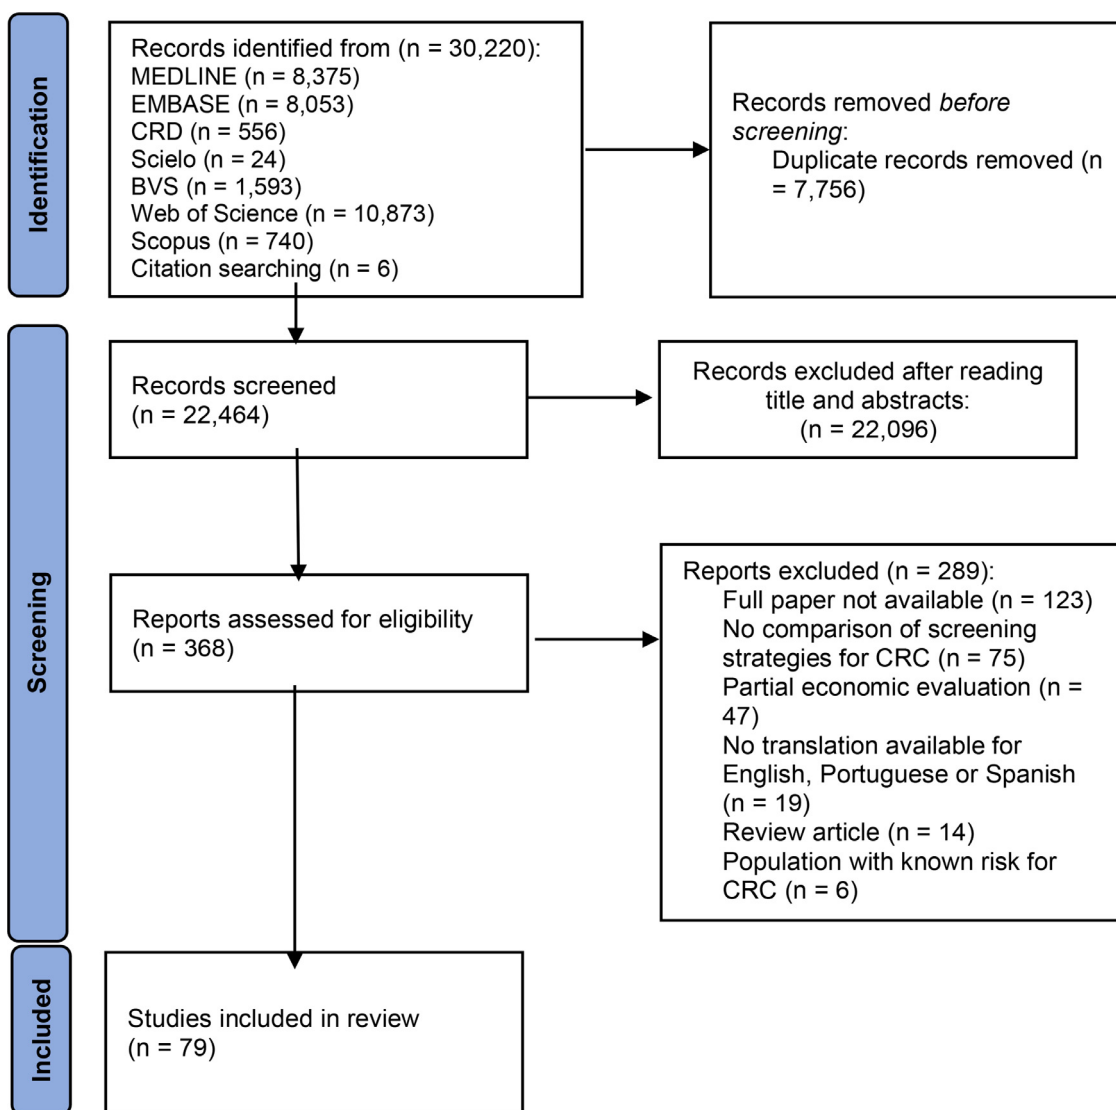 Identification
Records identified from (n = 30,220):
MEDLINE (n = 8,375)
EMBASE (n = 8,053)
CRD (n = 556)
Scielo (n = 24)
BVS (n = 1,593)
Web of Science (n = 10,873)
Scopus (n = 740)
Citation searching (n = 6)
Records removed before
screening:
Duplicate records removed (n
= 7,756)
Screening
Records screened
(n = 22,464)
Records excluded after reading
title and abstracts:
(n = 22,096)
Reports assessed for eligibility
(n = 368)
Reports excluded (n = 289):
Full paper not available (n = 123)
No comparison of screening
strategies for CRC (n = 75)
Partial economic evaluation (n =
47)
No translation available for
English, Portuguese or Spanish
(n = 19)
Review article (n = 14)
Population with known risk for
CRC (n = 6)
Included
Studies included in review
(n = 79)